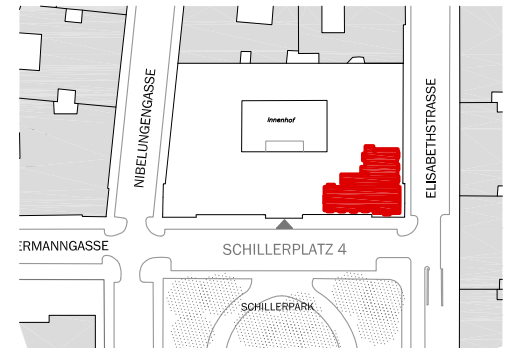 NIBELUNGENGASSE
Innenhof
ELISABETHSTRASSE
ERMANNGASSE
SCHILLERPLATZ 4
SCHILLERPARK